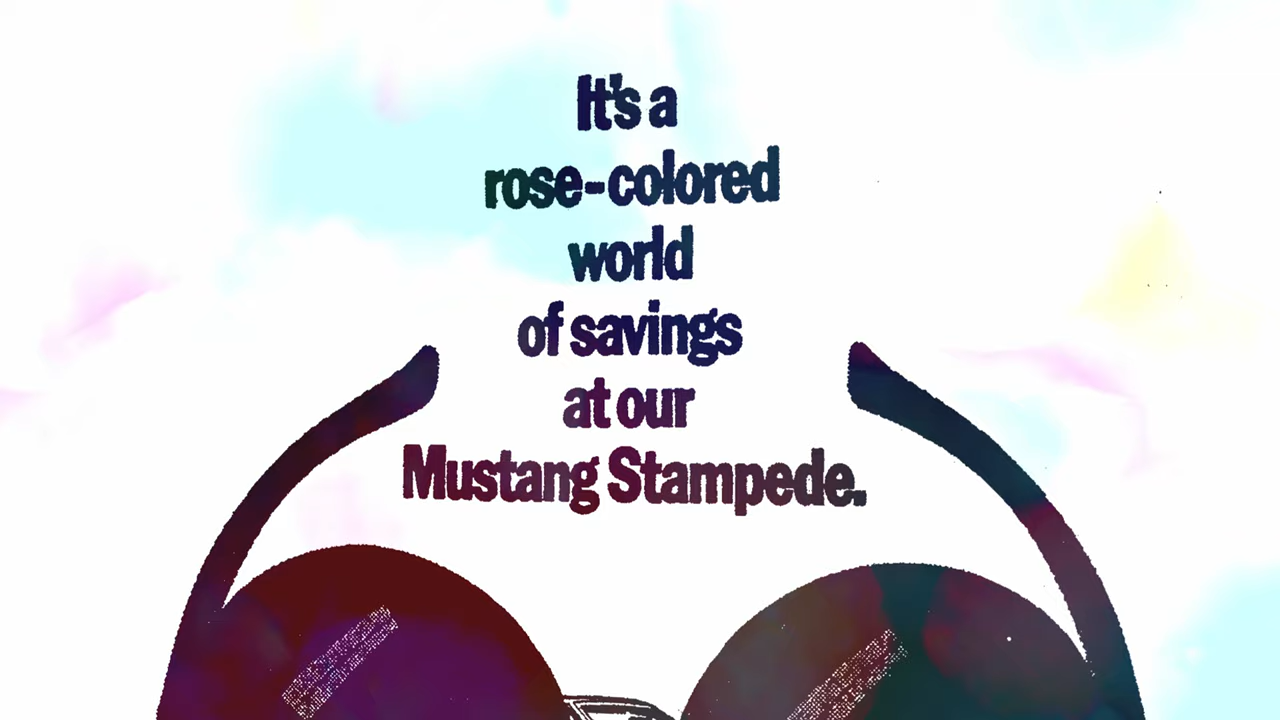 It's a
rose-colored
world
of savings
at our
Mustang Stampede.